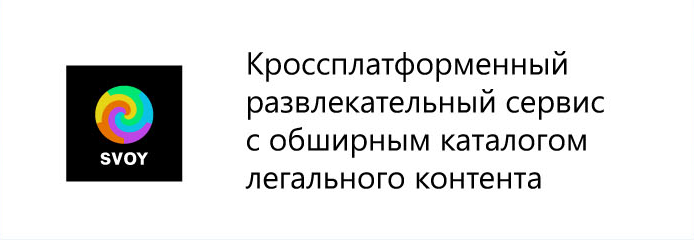 SVOY
Кроссплатформенный
развлекательный сервис
с обширным каталогом
легального контента